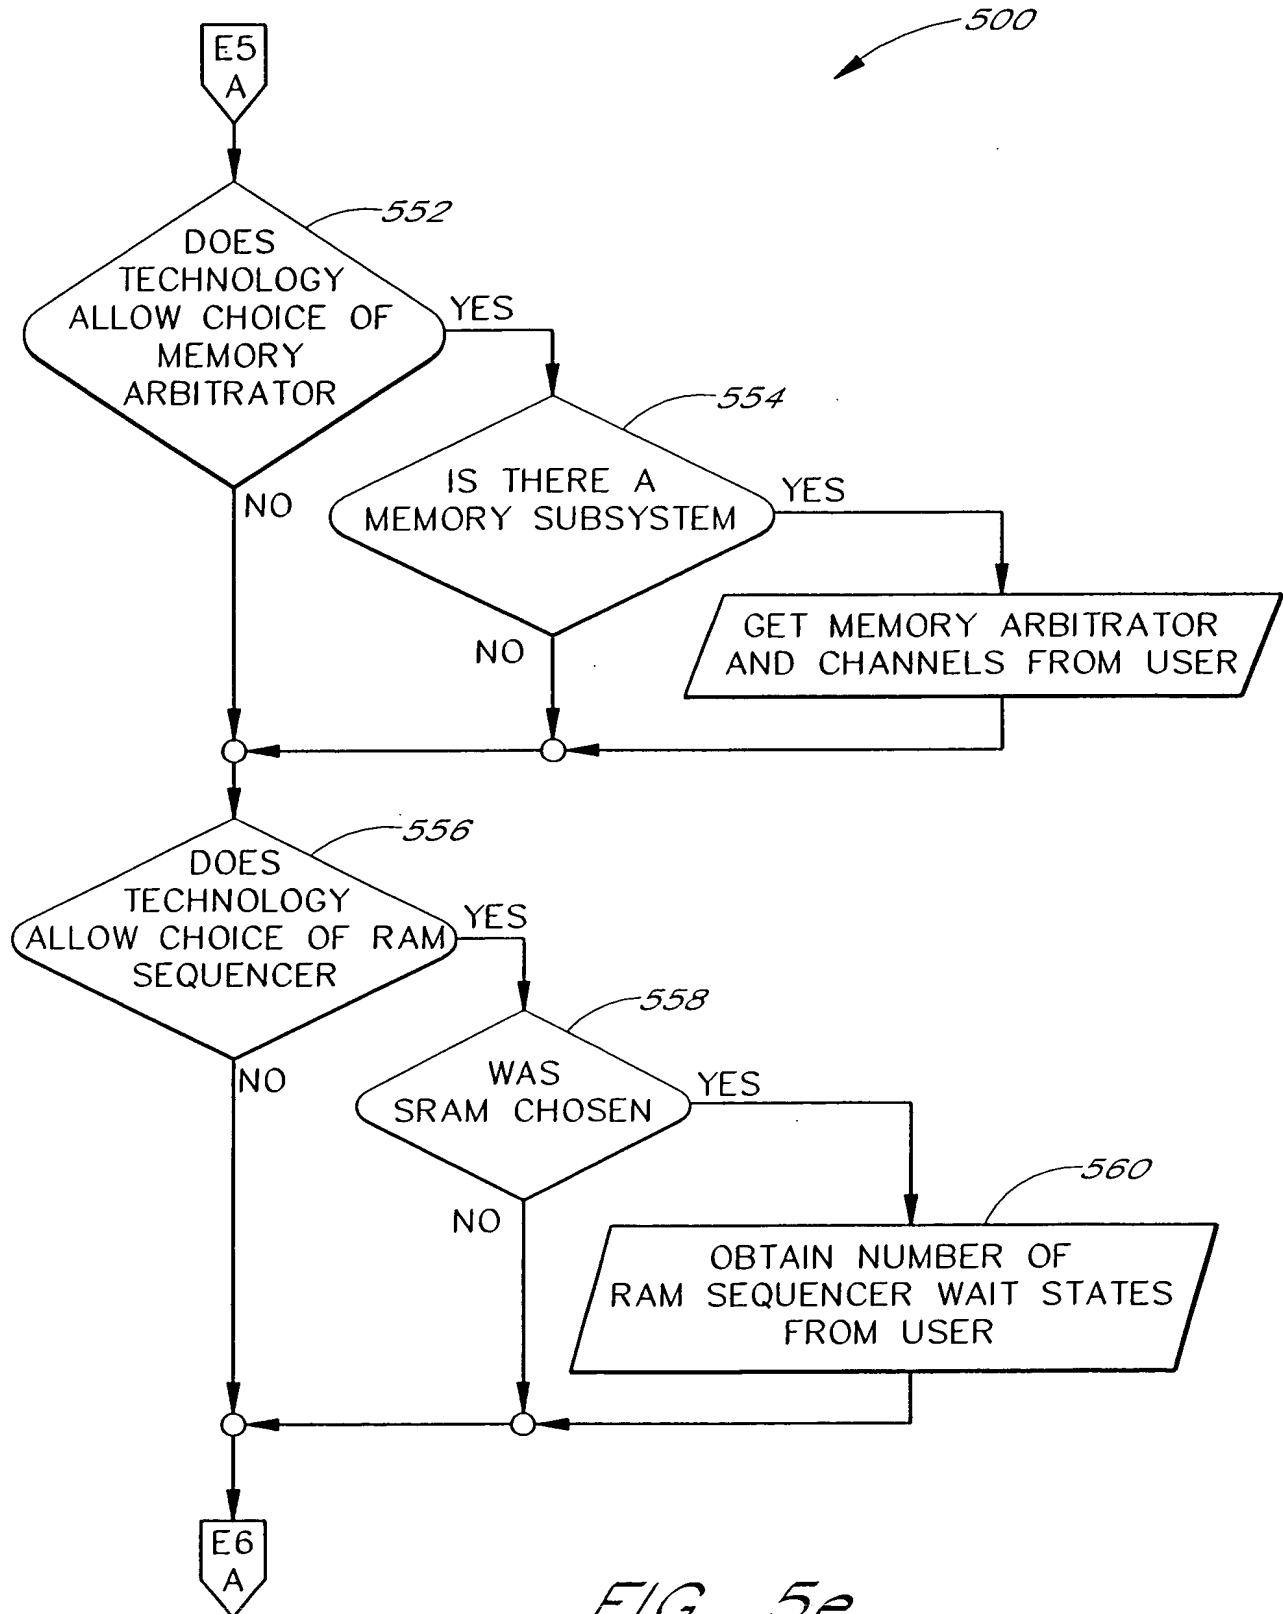 500
E5
A
552
DOES
TECHNOLOGY
ALLOW CHOICE OF
MEMORY
ARBITRATOR
YES
NO
554
IS THERE A
MEMORY SUBSYSTEM
YES
NO
GET MEMORY ARBITRATOR
AND CHANNELS FROM USER
556
DOES
TECHNOLOGY
ALLOW CHOICE OF RAM
SEQUENCER
YES
NO
558
WAS
SRAM CHOSEN
YES
NO
560
OBTAIN NUMBER OF
RAM SEQUENCER WAIT STATES
FROM USER
E6
A
FIG. 5e